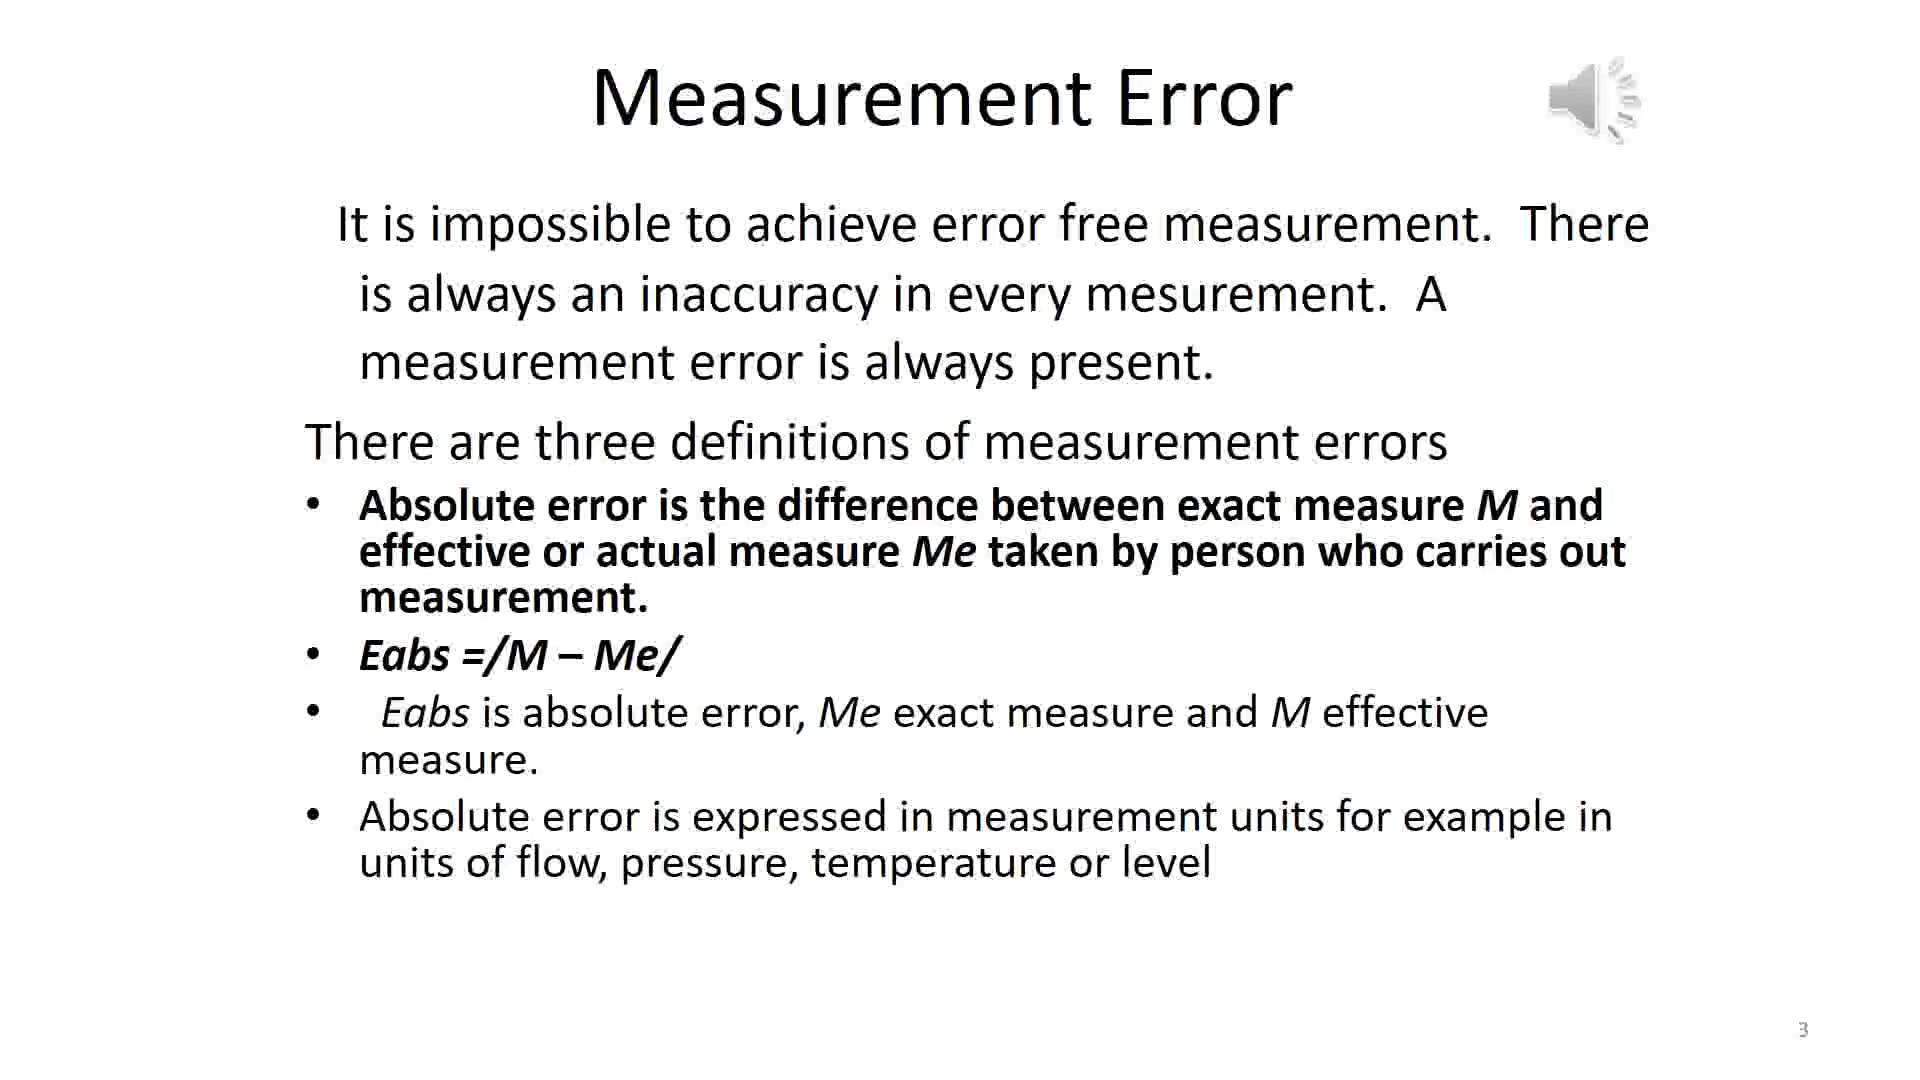 Measurement Error
It is impossible to achieve error free measurement.  There
is always an inaccuracy in every mesurement.  A
measurement error is always present.
There are three definitions of measurement errors
• Absolute error is the difference between exact measure M and
effective or actual measure Me taken by person who carries out
measurement.
• Eabs =/M – Me/
• Eabs is absolute error, Me exact measure and M effective
measure.
• Absolute error is expressed in measurement units for example in
units of flow, pressure, temperature or level
3